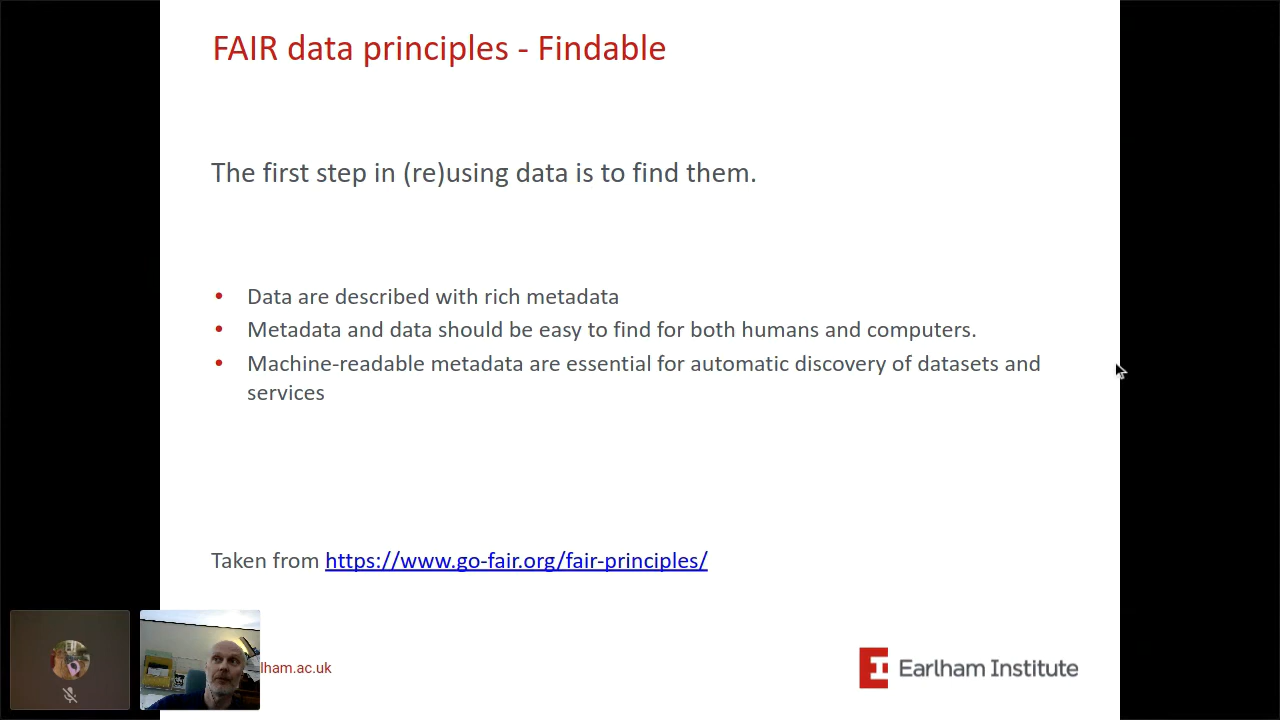 FAIR data principles - Findable
The first step in (re)using data is to find them.
• Data are described with rich metadata
• Metadata and data should be easy to find for both humans and computers.
• Machine-readable metadata are essential for automatic discovery of datasets and
services
Taken from https://www.go-fair.org/fair-principles/
lham.ac.uk
Earlham Institute